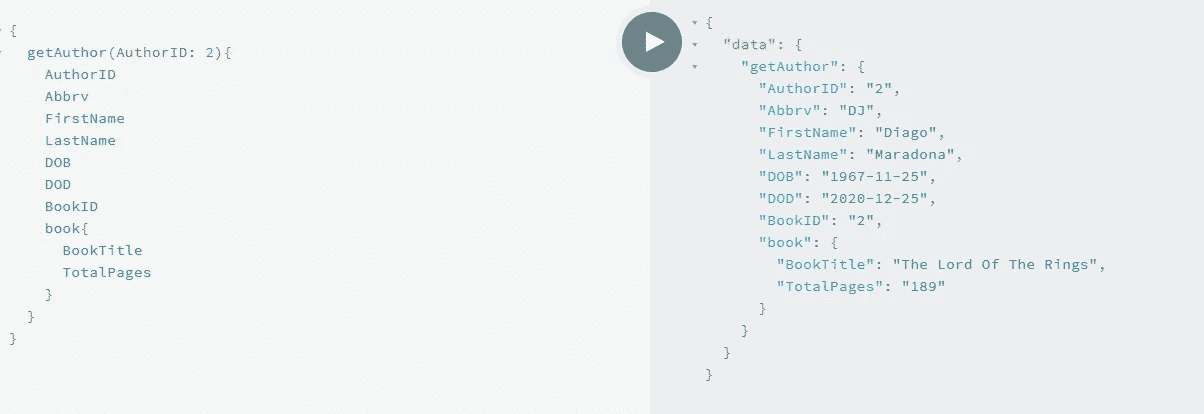 {
getAuthor(AuthorID: 2){
AuthorID
Abbrv
FirstName
LastName
DOB
DOD
BookID
book{
BookTitle
TotalPages
}
}
}
{
"data": {
"getAuthor": {
"AuthorID": "2",
"Abbrv": "DJ",
"FirstName": "Diago",
"LastName": "Maradona",
"DOB": "1967-11-25",
"DOD": "2020-12-25",
"BookID": "2",
"book": {
"BookTitle": "The Lord Of The Rings",
"TotalPages": "189"
}
}
}
}